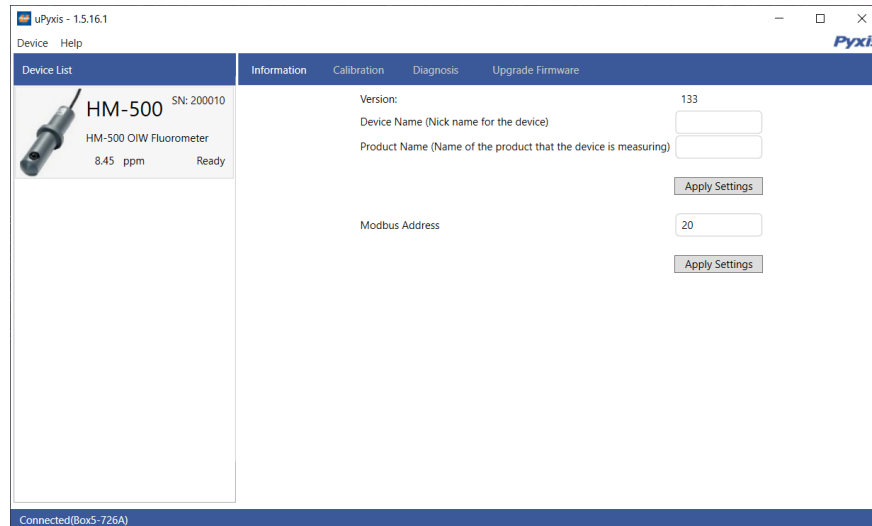 uPyxis - 1.5.16.1
Device Help
Device List
Information Calibration Diagnosis Upgrade Firmware
HM-500 SN: 200010
HM-500 OIW Fluorometer
8.45 ppm Ready
Version: 133
Device Name (Nick name for the device)
Product Name (Name of the product that the device is measuring)
Apply Settings
Modbus Address 20
Apply Settings
Connected(Box5-726A)